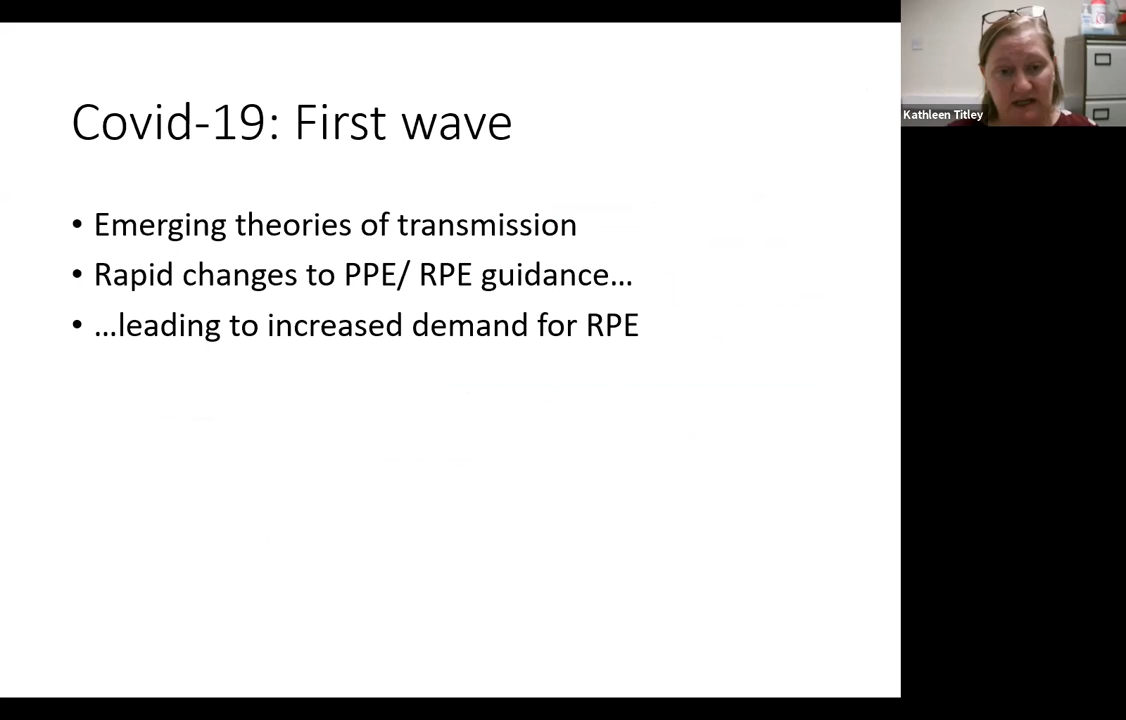 Covid-19: First wave
• Emerging theories of transmission
• Rapid changes to PPE/ RPE guidance…
• …leading to increased demand for RPE
Kathleen Titley